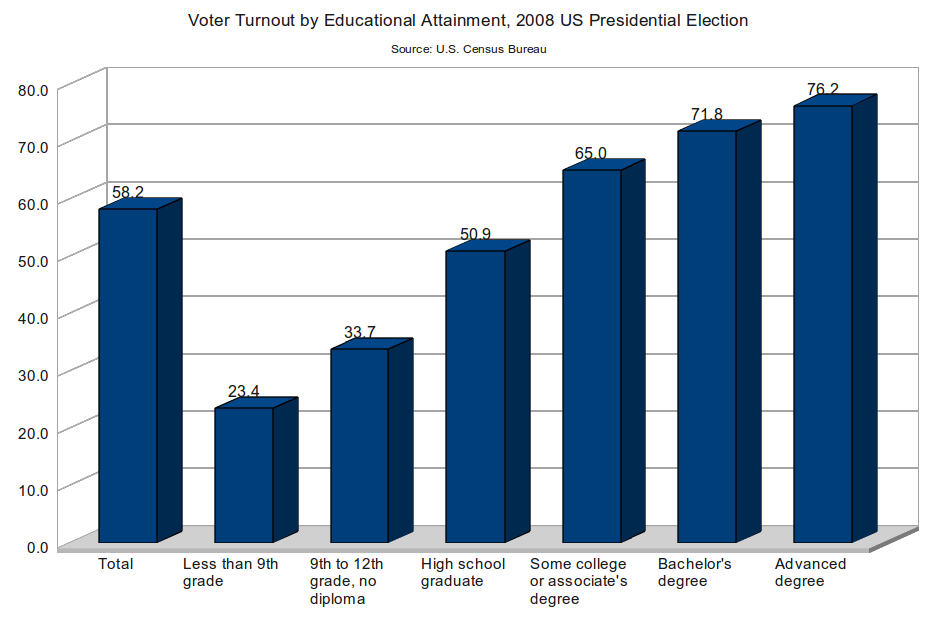 Voter Turnout by Educational Attainment, 2008 US Presidential Election
Source: U.S. Census Bureau
80.0
70.0
60.0
50.0
40.0
30.0
20.0
10.0
0.0
58.2
23.4
33.7
50.9
65.0
71.8
76.2
Total
Less than 9th
grade
9th to 12th
grade, no
diploma
High school
graduate
Some college
or associate's
degree
Bachelor's
degree
Advanced
degree